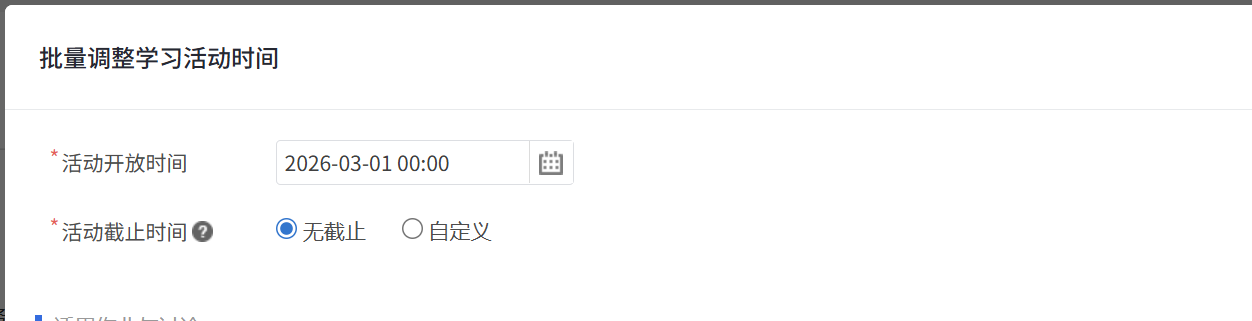 批量调整学习活动时间
* 活动开放时间 2026-03-01 00:00
* 活动截止时间 ? 无截止 自定义